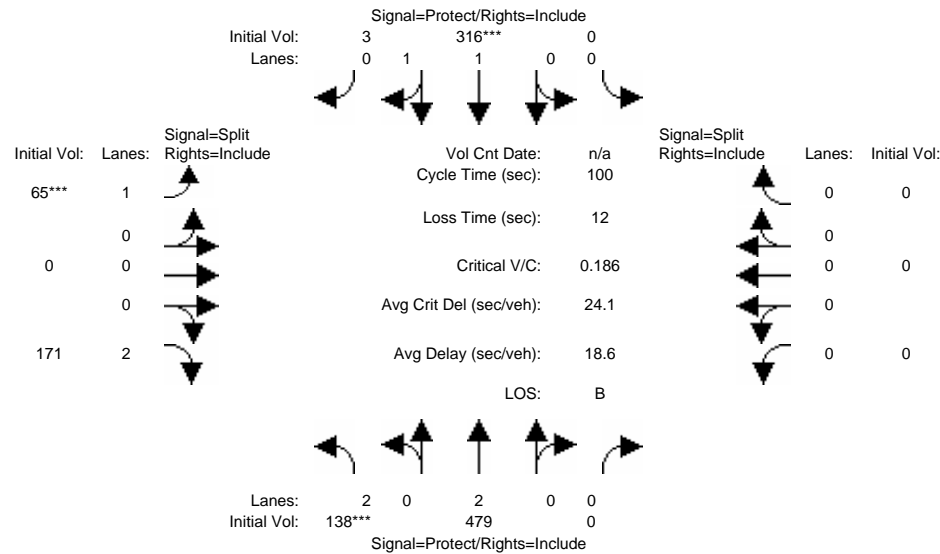 Signal=Protect/Rights=Include
Initial Vol: 3 316*** 0
Lanes: 0 1 1 0 0
Signal=Split
Rights=Include
Initial Vol: Lanes:
Vol Cnt Date: n/a
Signal=Split
Rights=Include
Lanes: Initial Vol:
Cycle Time (sec): 100
65*** 1
0 0
Loss Time (sec): 12
0
0
0 0
Critical V/C: 0.186
0 0
0
Avg Crit Del (sec/veh): 24.1
0
171 2
Avg Delay (sec/veh): 18.6
0 0
LOS: B
Lanes: 2 0 2 0 0
Initial Vol: 138*** 479 0
Signal=Protect/Rights=Include